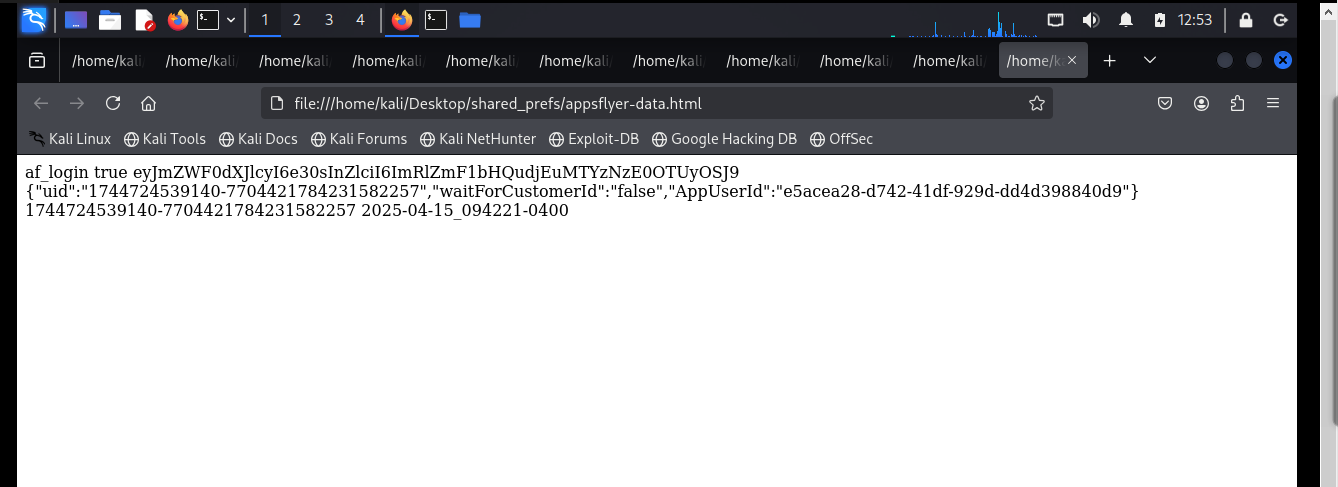 1 2 3 4 12:53
/home/kali/ /home/kali/ /home/kali/ /home/kali/ /home/kali/ /home/kali/ /home/kali/ /home/kali/ /home/kali/ /home/kali/ /home/k
file:///home/kali/Desktop/shared_prefs/appsflyer-data.html
Kali Linux Kali Tools Kali Docs Kali Forums Kali NetHunter Exploit-DB Google Hacking DB OffSec
af_login true eyJmZWF0dXJlcyI6e30sInZlciI6ImRlZmF1bHQudjEuMTYzNzE0OTUyOSJ9
{"uid":"1744724539140-7704421784231582257","waitForCustomerId":"false","AppUserId":"e5acea28-d742-41df-929d-dd4d398840d9"}
1744724539140-7704421784231582257 2025-04-15_094221-0400